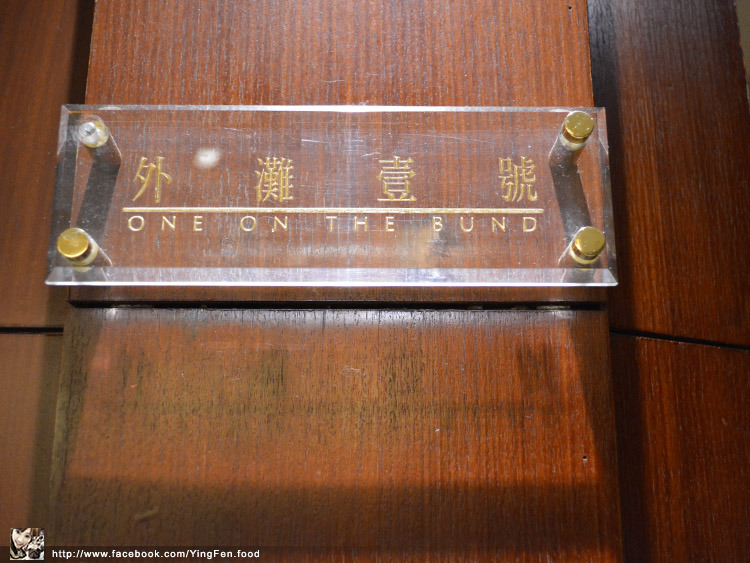 外灘壹號
ONE ON THE BUND
http://www.facebook.com/YingFen.food